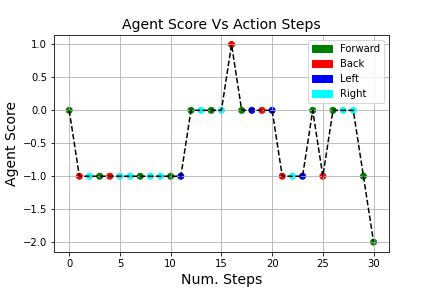 Agent Score Vs Action Steps
Agent Score
1.0
0.5
0.0
−0.5
−1.0
−1.5
−2.0
Forward
Back
Left
Right
0 5 10 15 20 25 30
Num. Steps